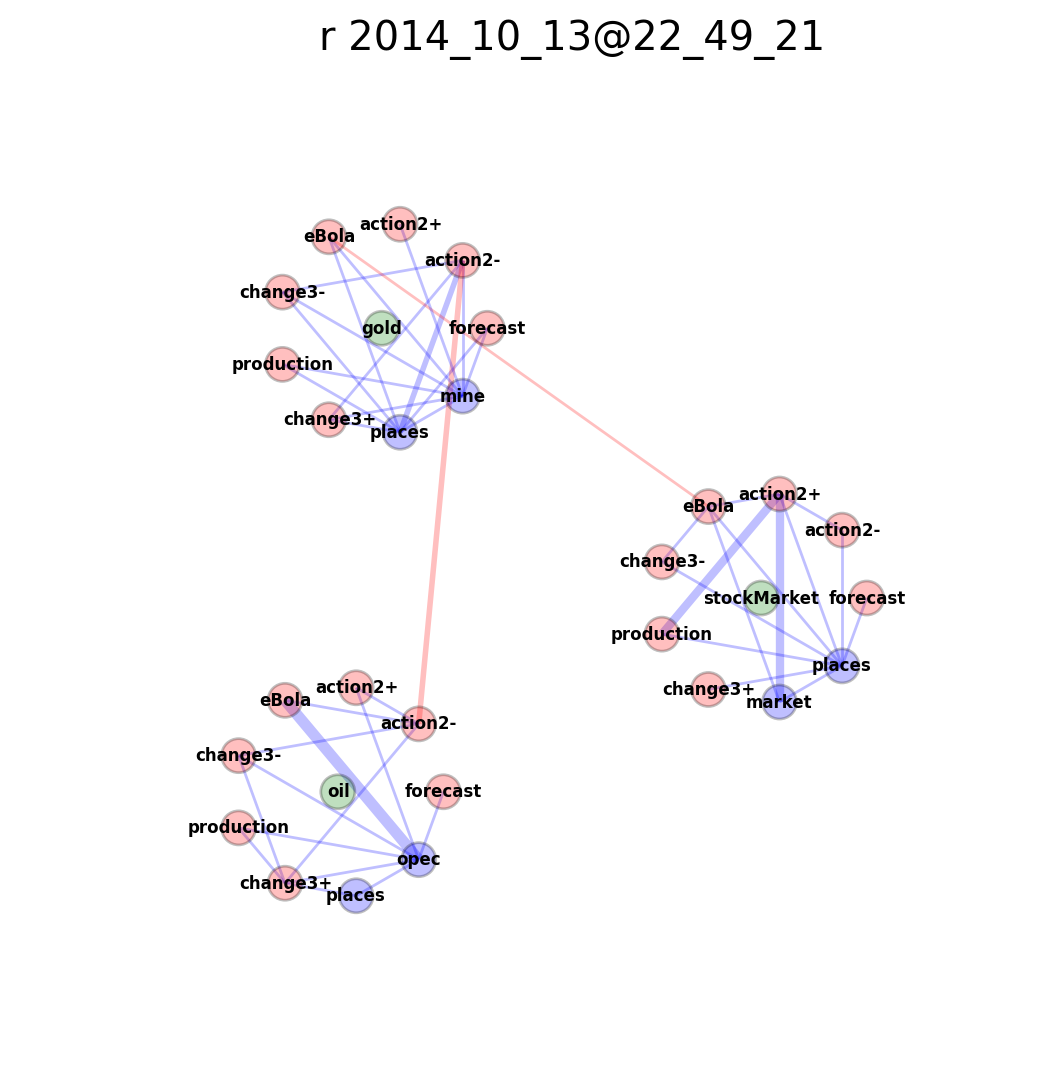 r 2014_10_13@22_49_21
action2+
eBola
action2-
change3-
gold
forecast
production
mine
change3+
places
action2+
eBola
action2-
change3-
stockMarket
forecast
production
places
change3+
market
action2+
eBola
action2-
change3-
oil
forecast
production
opec
change3+
places